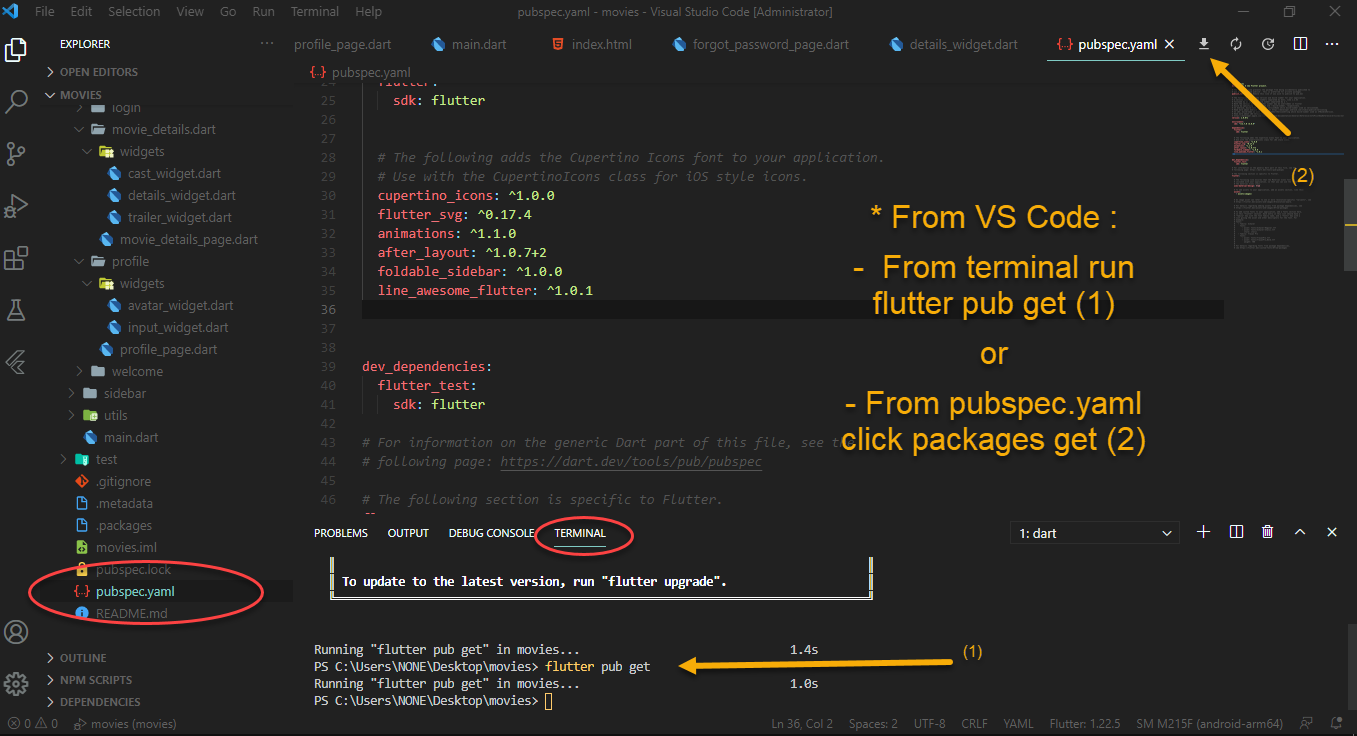 File Edit Selection View Go Run Terminal Help
pubspec.yaml - movies - Visual Studio Code [Administrator]
EXPLORER
profile_page.dart
main.dart
index.html
forgot_password_page.dart
details_widget.dart
{..} pubspec.yaml
OPEN EDITORS
MOVIES
login
movie_details.dart
widgets
cast_widget.dart
details_widget.dart
trailer_widget.dart
movie_details_page.dart
profile
widgets
avatar_widget.dart
input_widget.dart
profile_page.dart
welcome
sidebar
utils
main.dart
test
.gitignore
.metadata
.packages
movies.iml
pubspec.lock
{..} pubspec.yaml
README.md
OUTLINE
NPM SCRIPTS
DEPENDENCIES
{..} pubspec.yaml
24 flutter:
25 sdk: flutter
26
27
28 # The following adds the Cupertino Icons font to your application.
29 # Use with the CupertinoIcons class for iOS style icons.
30 cupertino_icons: ^1.0.0
31 flutter_svg: ^0.17.4
32 animations: ^1.1.0
33 after_layout: ^1.0.7+2
34 foldable_sidebar: ^1.0.0
35 line_awesome_flutter: ^1.0.1
36
37
38
39 dev_dependencies:
40 flutter_test:
41 sdk: flutter
42
43 # For information on the generic Dart part of this file, see the
44 # following page: https://dart.dev/tools/pub/pubspec
45
46 # The following section is specific to Flutter.
(2)
* From VS Code :
- From terminal run
flutter pub get (1)
or
- From pubspec.yaml
click packages get (2)
PROBLEMS OUTPUT DEBUG CONSOLE TERMINAL
1: dart
To update to the latest version, run "flutter upgrade".
Running "flutter pub get" in movies... 1.4s
PS C:\Users\NONE\Desktop\movies> flutter pub get
(1)
Running "flutter pub get" in movies... 1.0s
PS C:\Users\NONE\Desktop\movies>
0 0 movies (movies)
Ln 36, Col 2 Spaces: 2 UTF-8 CRLF YAML Flutter: 1.22.5 SM M215F (android-arm64)